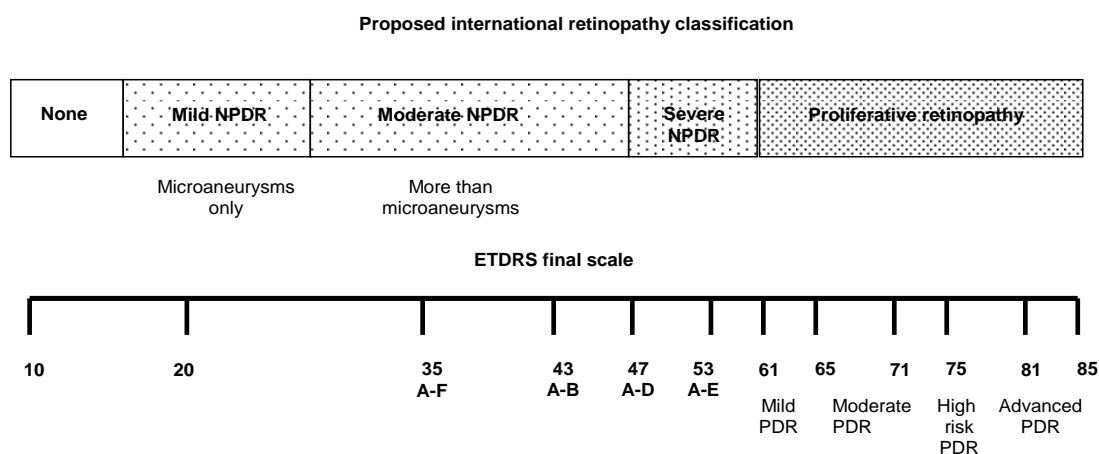 Proposed international retinopathy classification
None Mild NPDR Moderate NPDR Severe Proliferative retinopathy
NPDR
Microaneurysms More than
only microaneurysms
ETDRS final scale
10 20 35 43 47 53 61 65 71 75 81 85
A-F A-B A-D A-E
Mild Moderate High Advanced
PDR PDR risk PDR
PDR